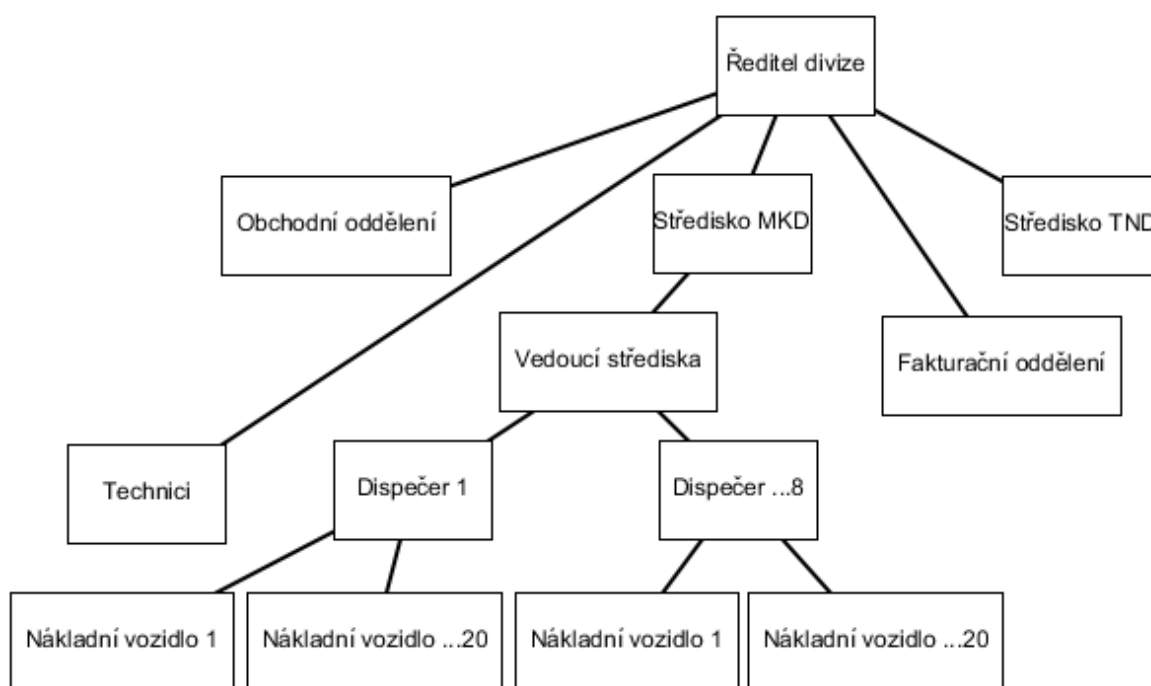 Ředitel divize
Obchodní oddělení
Středisko MKD
Středisko TND
Vedoucí střediska
Fakturační oddělení
Technici
Dispečer 1
Dispečer ...8
Nákladní vozidlo 1
Nákladní vozidlo ...20
Nákladní vozidlo 1
Nákladní vozidlo ...20